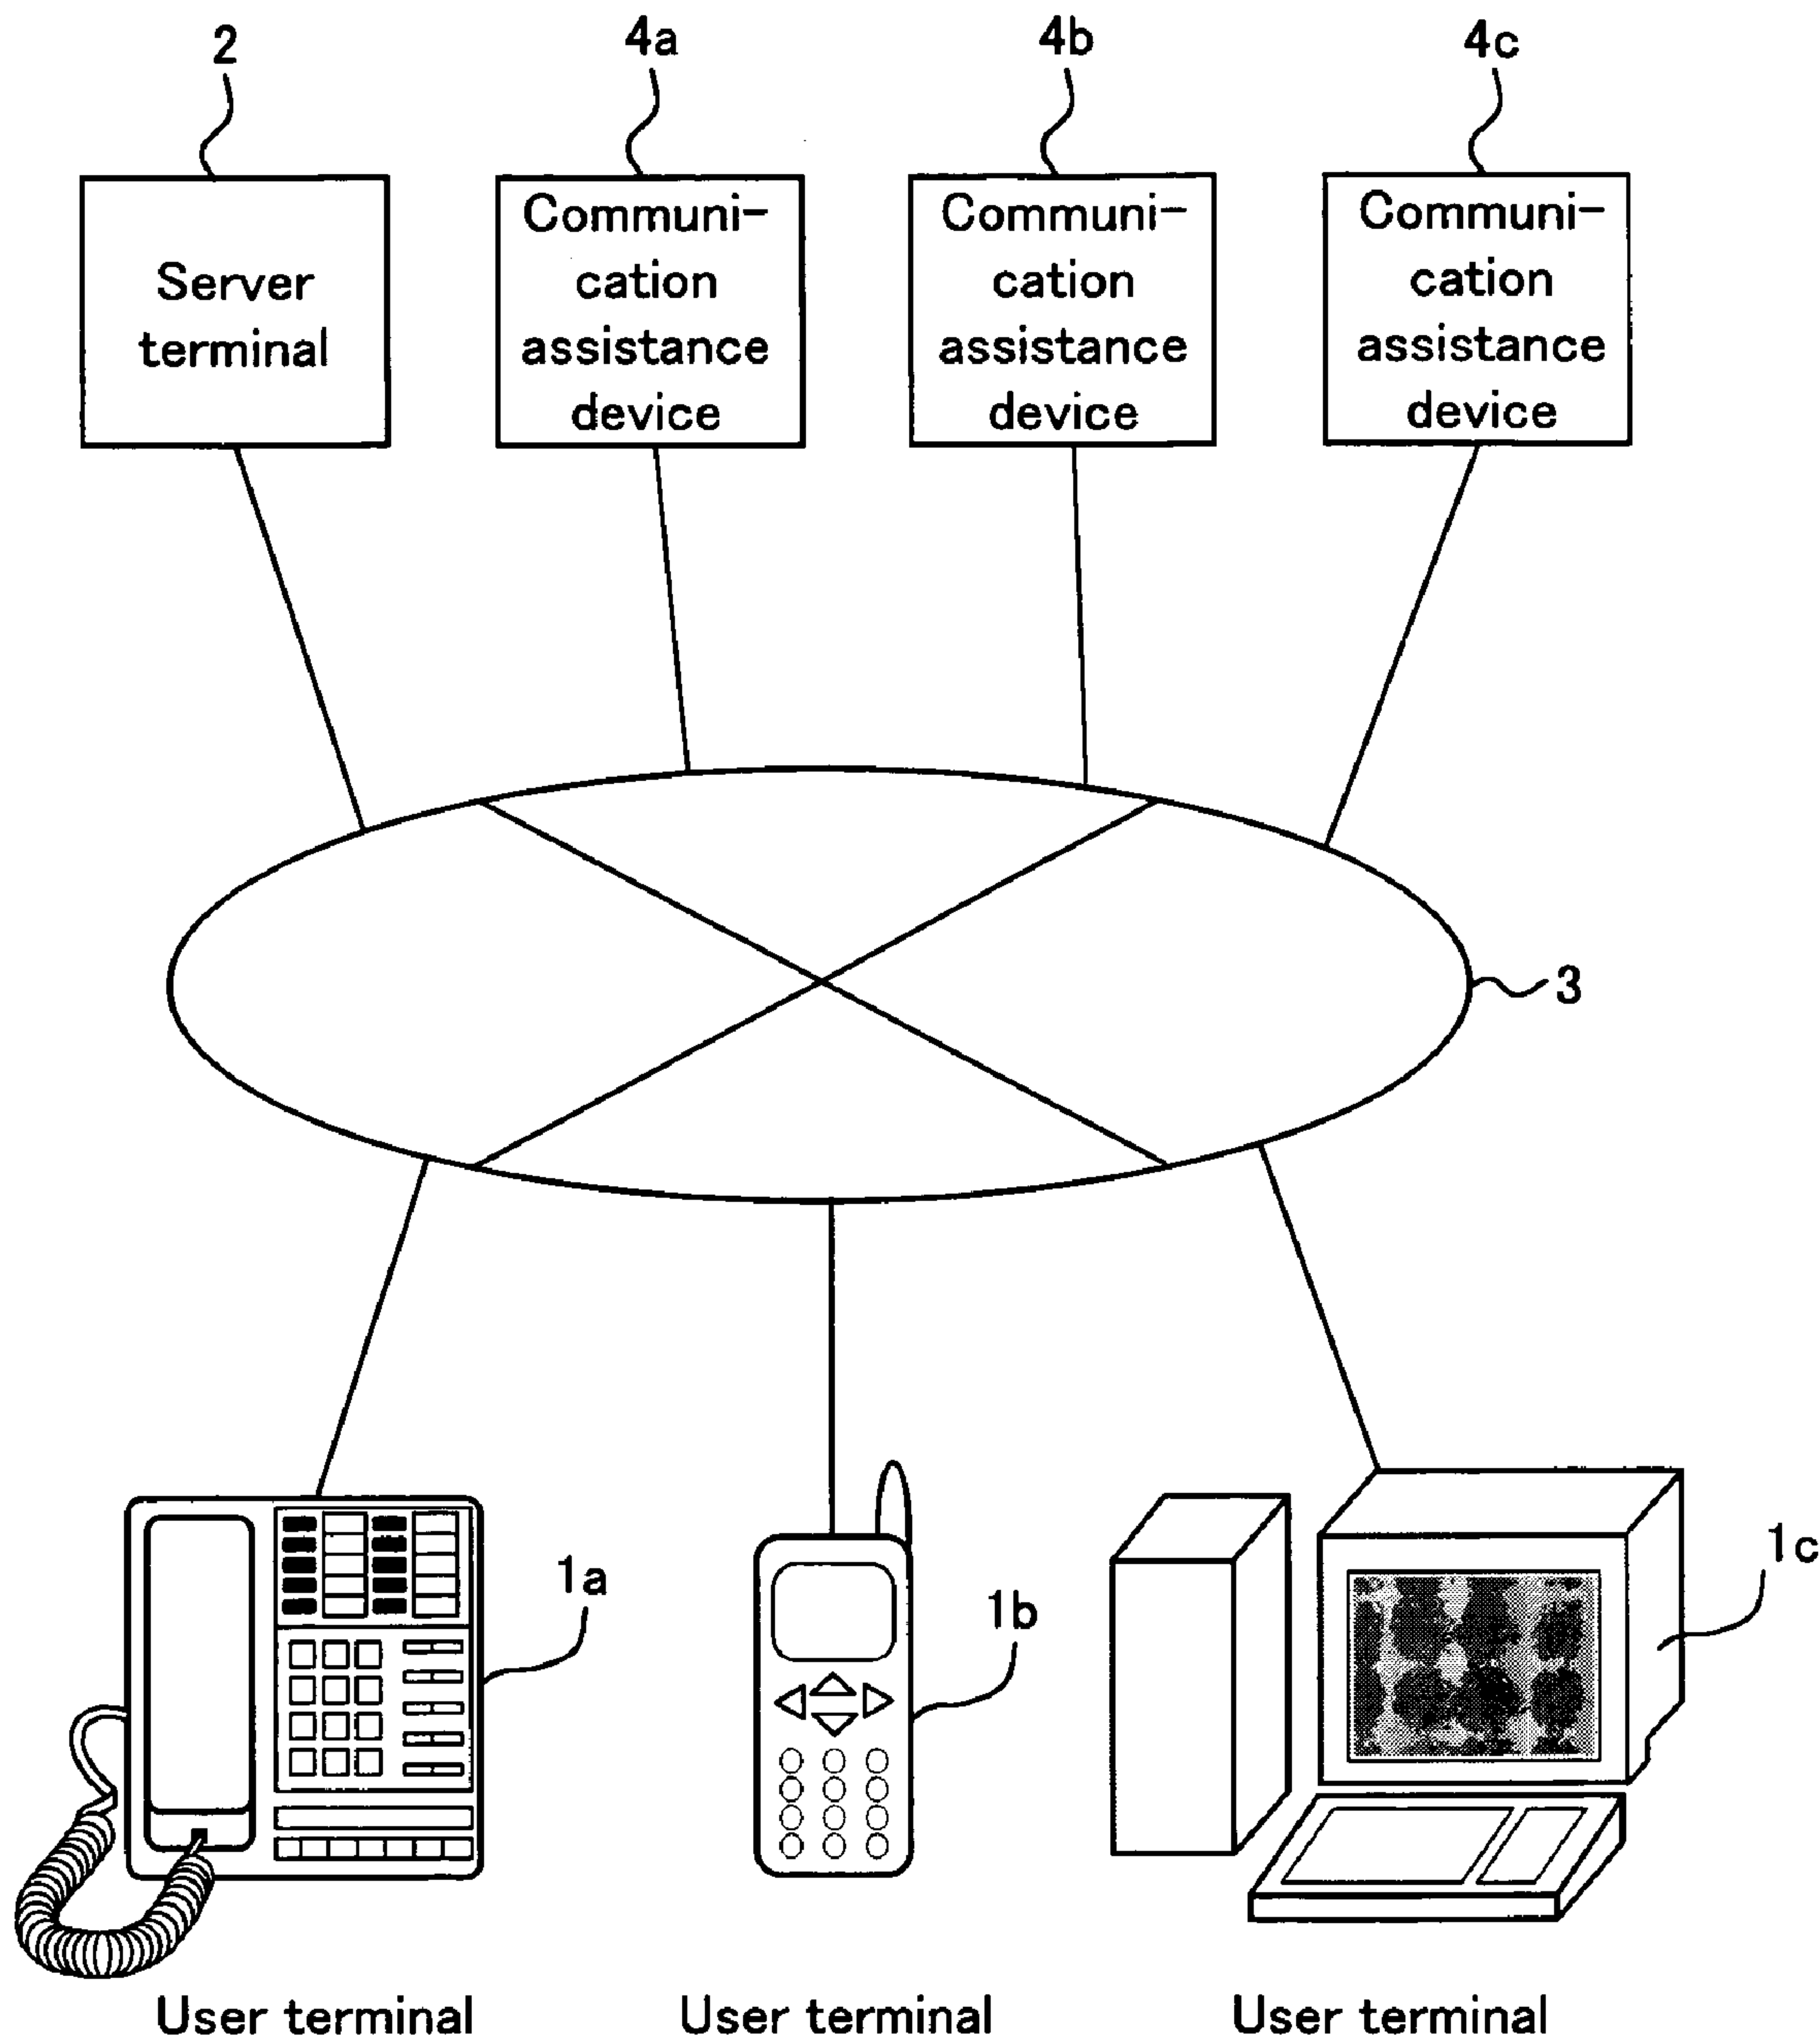 2
4a
4b
4c
Server
terminal
Communi-
cation
assistance
device
Communi-
cation
assistance
device
Communi-
cation
assistance
device
3
1a
1b
1c
User terminal
User terminal
User terminal